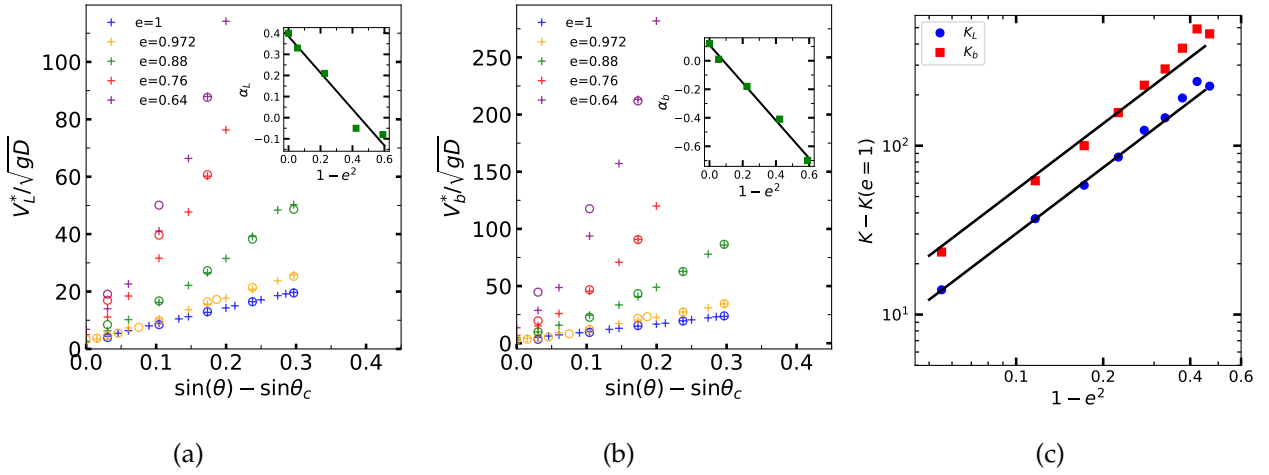 100
80
60
40
20
0
0.0
0.1
0.2
0.3
0.4
V_L^*/√gD
sin(θ) − sinθ_c
e=1
e=0.972
e=0.88
e=0.76
e=0.64
0.4
0.3
0.2
0.1
0.0
−0.1
0.0
0.2
0.4
0.6
α_L
1 − e²
(a)
250
200
150
100
50
0
0.0
0.1
0.2
0.3
0.4
V_b^*/√gD
sin(θ) − sinθ_c
e=1
e=0.972
e=0.88
e=0.76
e=0.64
0.0
−0.2
−0.4
−0.6
0.0
0.2
0.4
0.6
α_b
1 − e²
(b)
K_L
K_b
10²
10¹
0.1
0.2
0.4
0.6
K − K(e = 1)
1 − e²
(c)